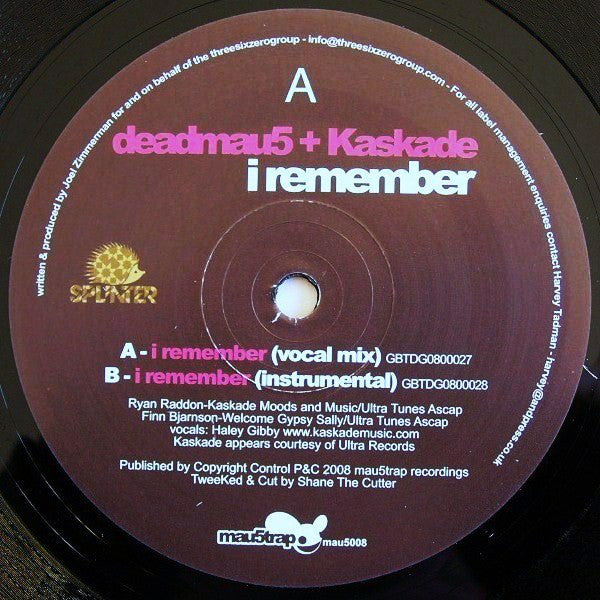 written & produced by Joel Zimmerman for and on behalf of the threesixzerogroup - info@threesixzerogroup.com - For all label management enquiries contact Harvey Tadman - harvey@andpress.co.uk
A
deadmau5 + Kaskade
i remember
SPLINTER
A - i remember (vocal mix) GBTDG0800027
B - i remember (instrumental) GBTDG0800028
Ryan Raddon-Kaskade Moods and Music/Ultra Tunes Ascap
Finn Bjarnson-Welcome Gypsy Sally/Ultra Tunes Ascap
vocals: Haley Gibby www.kaskademusic.com
Kaskade appears courtesy of Ultra Records
Published by Copyright Control P&C 2008 mau5trap recordings
TweeKed & Cut by Shane The Cutter
mau5trap
mau5008